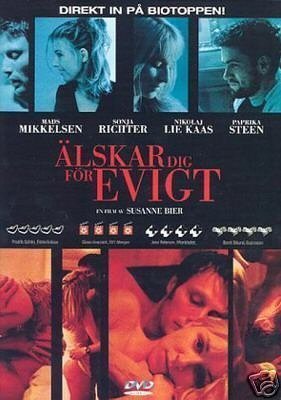 DIREKT IN PÅ BIOTOPPEN!
MADS MIKKELSEN
SONJA RICHTER
NIKOLAJ LIE KAAS
PAPRIKA STEEN
ÄLSKAR DIG
FÖR EVIGT
EN FILM AV SUSANNE BIER
DVD